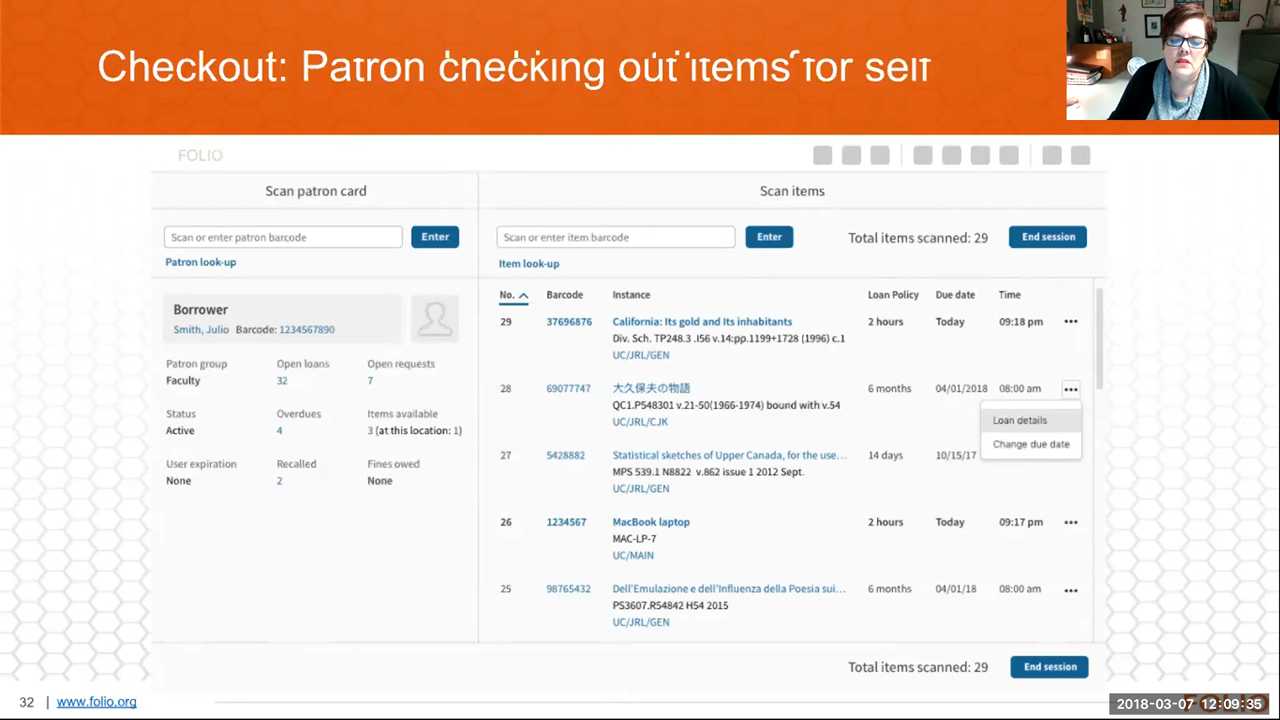 Checkout: Patron checking out items for self
FOLIO
Scan patron card
Scan items
Scan or enter patron barcode
Enter
Patron look-up
Scan or enter item barcode
Enter
Total items scanned: 29
End session
Item look-up
Borrower
Smith, Julio Barcode: 1234567890
Patron group
Open loans
Open requests
Faculty
32
7
Status
Overdues
Items available
Active
4
3 (at this location: 1)
User expiration
Recalled
Fines owed
None
2
None
No. Barcode Instance Loan Policy Due date Time
29 37696876 California: Its gold and Its inhabitants 2 hours Today 09:18 pm •••
Div. Sch. TP248.3 .I56 v.14:pp.1199+1728 (1996) c.1
UC/JRL/GEN
28 69077747 大久保夫の物語 6 months 04/01/2018 08:00 am •••
QC1.P548301 v.21-50(1966-1974) bound with v.54
UC/JRL/CJK
Loan details
Change due date
27 5428882 Statistical sketches of Upper Canada, for the use... 14 days 10/15/17
MPS 539.1 N8822 v.862 issue 1 2012 Sept.
UC/JRL/GEN
26 1234567 MacBook laptop 2 hours Today 09:17 pm •••
MAC-LP-7
UC/MAIN
25 98765432 Dell'Emulazione e dell'Influenza della Poesia sui... 6 months 04/01/18 08:00 am •••
PS3607.R54842 H54 2015
UC/JRL/GEN
Total items scanned: 29
End session
32 | www.folio.org
FOLIO
2018-03-07 12:09:35